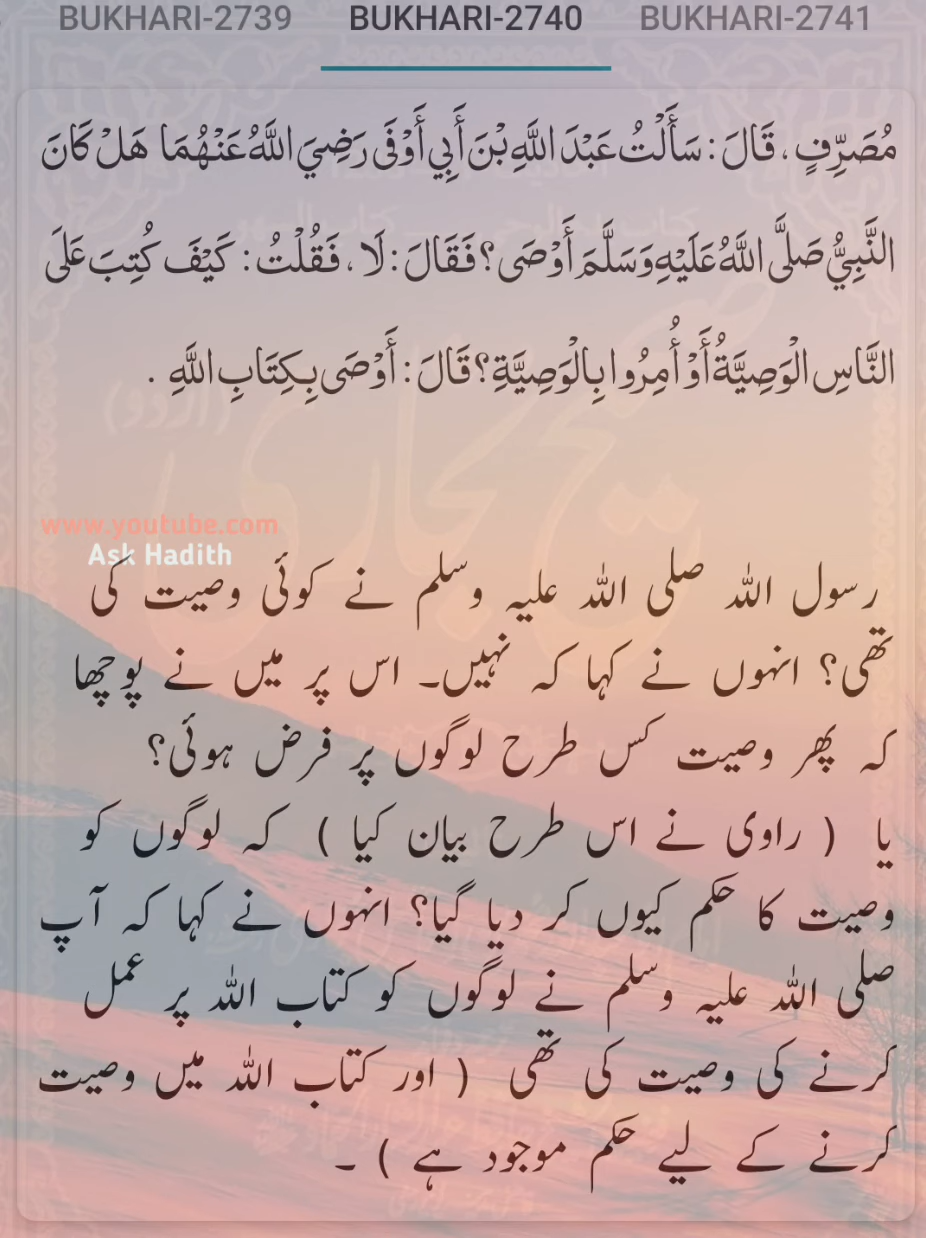 BUKHARI-2739 BUKHARI-2740 BUKHARI-2741
مُصَرِّفٍ، قَالَ: سَأَلْتُ عَبْدَ اللَّهِ بْنَ أَبِي أَوْفَى رَضِيَ اللَّهُ عَنْهُمَا هَلْ كَانَ
النَّبِيُّ صَلَّى اللَّهُ عَلَيْهِ وَسَلَّمَ أَوْصَى؟ فَقَالَ: لَا، فَقُلْتُ: كَيْفَ كُتِبَ عَلَى
النَّاسِ الْوَصِيَّةُ أَوْ أُمِرُوا بِالْوَصِيَّةِ؟ قَالَ: أَوْصَى بِكِتَابِ اللَّهِ .
www.youtube.com
Ask Hadith
رسول اللہ صلی اللہ علیہ وسلم نے کوئی وصیت کی
تھی؟ انہوں نے کہا کہ نہیں۔ اس پر میں نے پوچھا
کہ پھر وصیت کس طرح لوگوں پر فرض ہوئی؟
یا ( راوی نے اس طرح بیان کیا ) کہ لوگوں کو
وصیت کا حکم کیوں کر دیا گیا؟ انہوں نے کہا کہ آپ
صلی اللہ علیہ وسلم نے لوگوں کو کتاب اللہ پر عمل
کرنے کی وصیت کی تھی ( اور کتاب اللہ میں وصیت
کرنے کے لیے حکم موجود ہے ) ۔